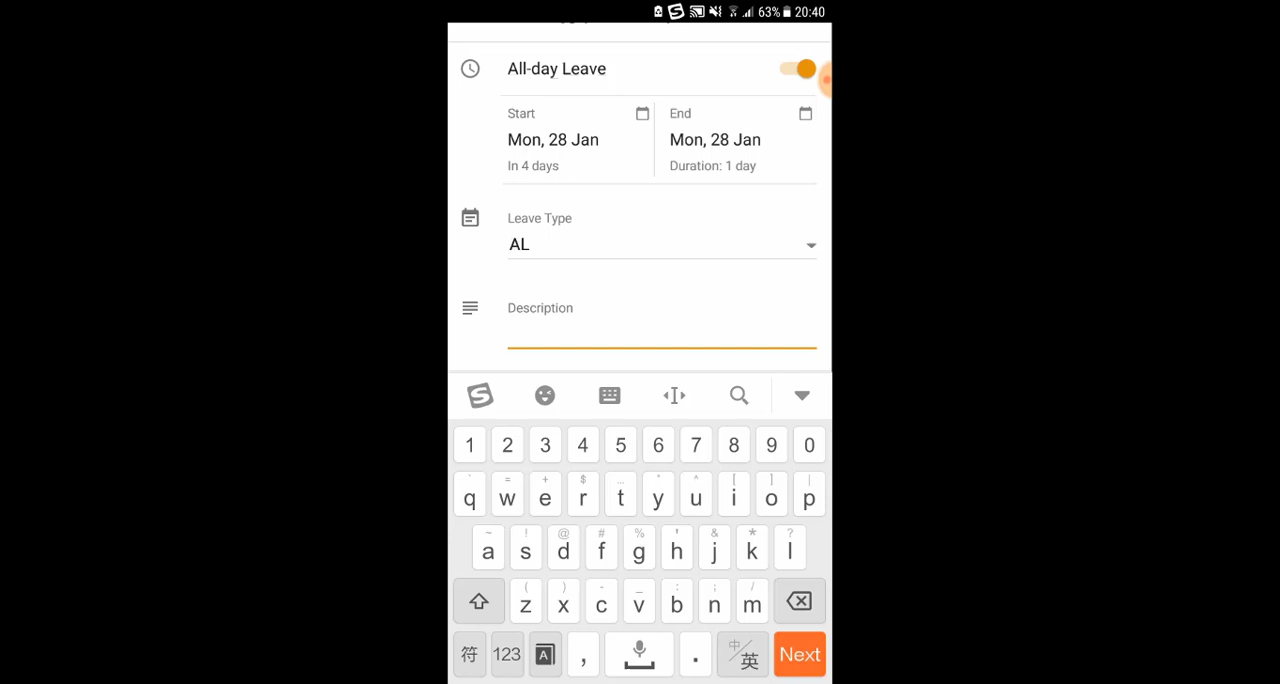 63% 20:40
All-day Leave
Start End
Mon, 28 Jan Mon, 28 Jan
In 4 days Duration: 1 day
Leave Type
AL
Description
S
1 2 3 4 5 6 7 8 9 0
` = + $ ... " ^ [ ] |
q w e r t y u i o p
~ ! @ # % ' & * ?
a s d f g h j k l
( ) - _ : ; /
z x c v b n m
符 123 A , . 中/英 Next